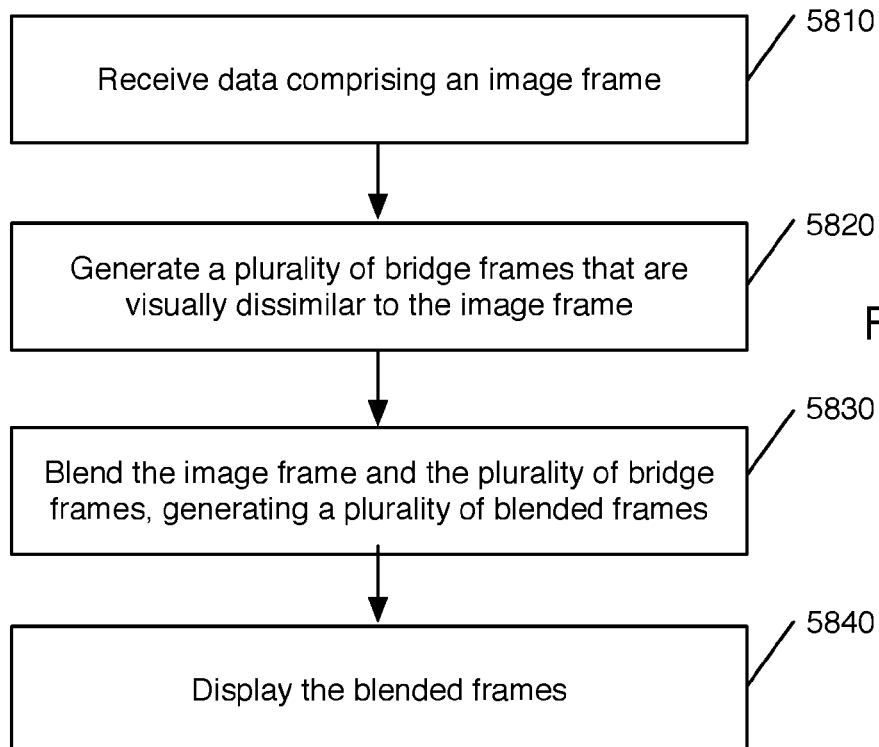 5810
Receive data comprising an image frame
5820
Generate a plurality of bridge frames that are
visually dissimilar to the image frame
F
5830
Blend the image frame and the plurality of bridge
frames, generating a plurality of blended frames
5840
Display the blended frames